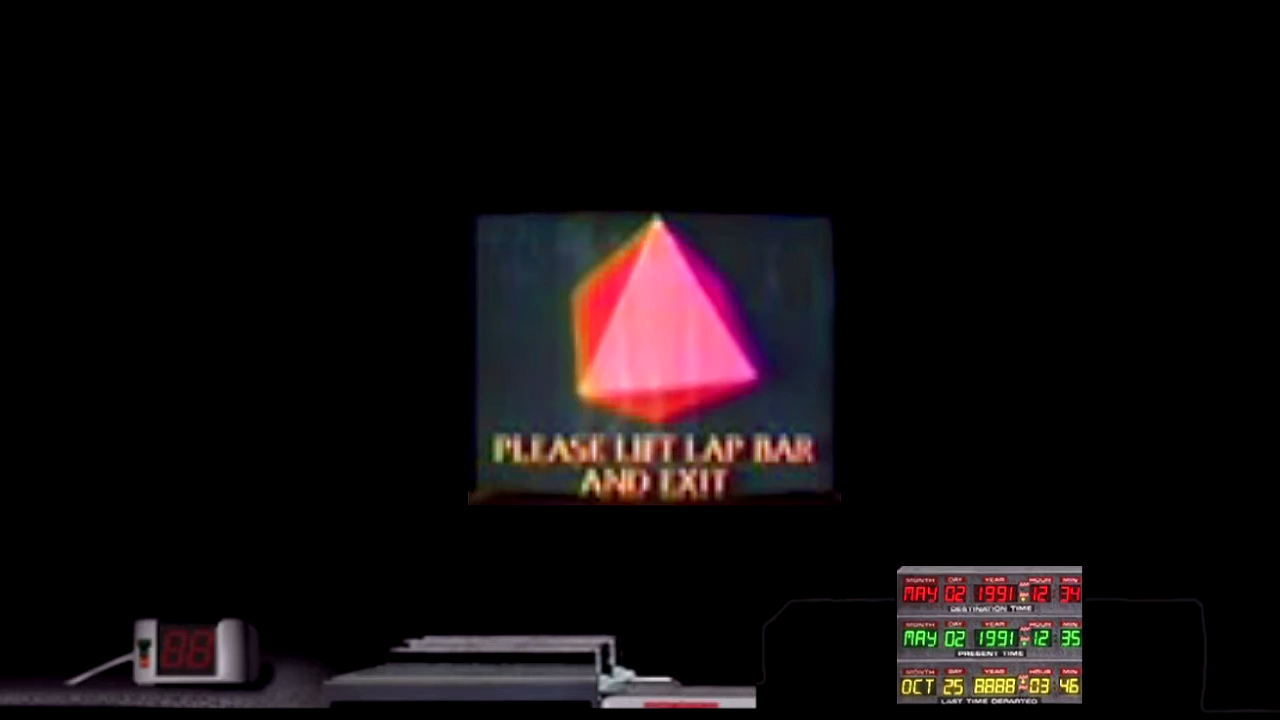 PLEASE LIFT LAP BAR
AND EXIT
MONTH DAY YEAR AM HOUR MIN
MAY 02 1991 12 34
DESTINATION TIME
MONTH DAY YEAR AM HOUR MIN
MAY 02 1991 12 35
PRESENT TIME
MONTH DAY YEAR HOUR MIN
OCT 25 8888 03 46
LAST TIME DEPARTED
88